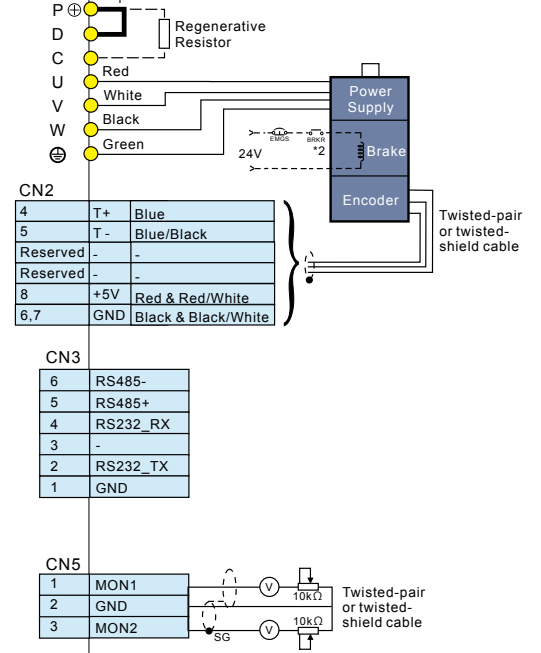 P⊕
D
Regenerative
Resistor
C
U Red
V White
W Black
Green
Power
Supply
EMGS BRKR
24V *2 Brake
Encoder
Twisted-pair
or twisted-
shield cable
CN2
4 T+ Blue
5 T - Blue/Black
Reserved - -
Reserved - -
8 +5V Red & Red/White
6,7 GND Black & Black/White
CN3
6 RS485-
5 RS485+
4 RS232_RX
3 -
2 RS232_TX
1 GND
CN5
1 MON1
2 GND
3 MON2
V 10kΩ
V 10kΩ
SG
Twisted-pair
or twisted-
shield cable